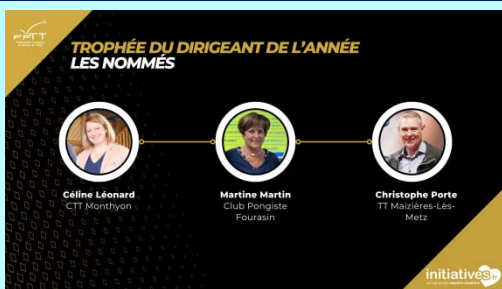 FFTT
TROPHÉE DU DIRIGEANT DE L'ANNÉE
LES NOMMÉS
Céline Léonard
CTT Monthyon
Martine Martin
Club Pongiste
Fourasin
Christophe Porte
TT Maizières-Lès-
Metz
initiatives.fr